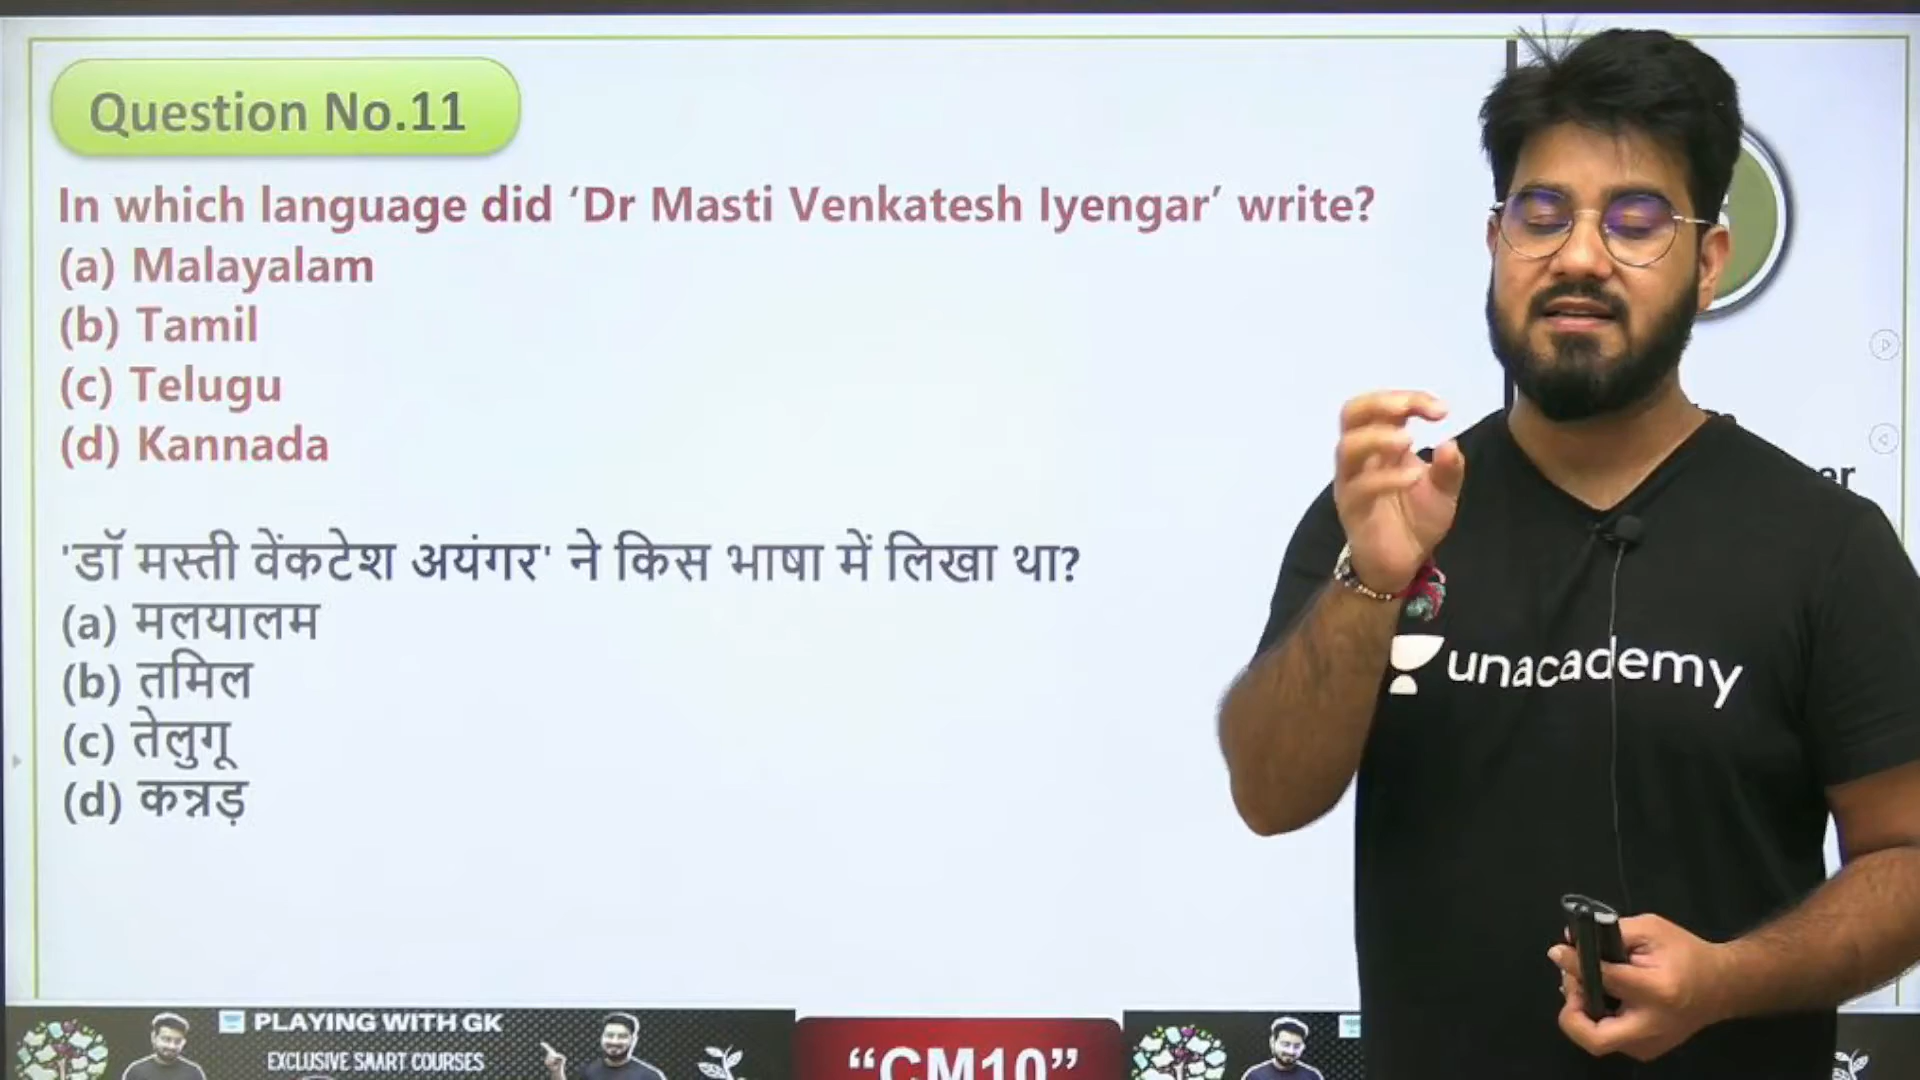 Question No.11
In which language did ‘Dr Masti Venkatesh Iyengar’ write?
(a) Malayalam
(b) Tamil
(c) Telugu
(d) Kannada
'डॉ मस्ती वेंकटेश अयंगर' ने किस भाषा में लिखा था?
(a) मलयालम
(b) तमिल
(c) तेलुगू
(d) कन्नड़
unacademy
PLAYING WITH GK
EXCLUSIVE SMART COURSES
“CM10”